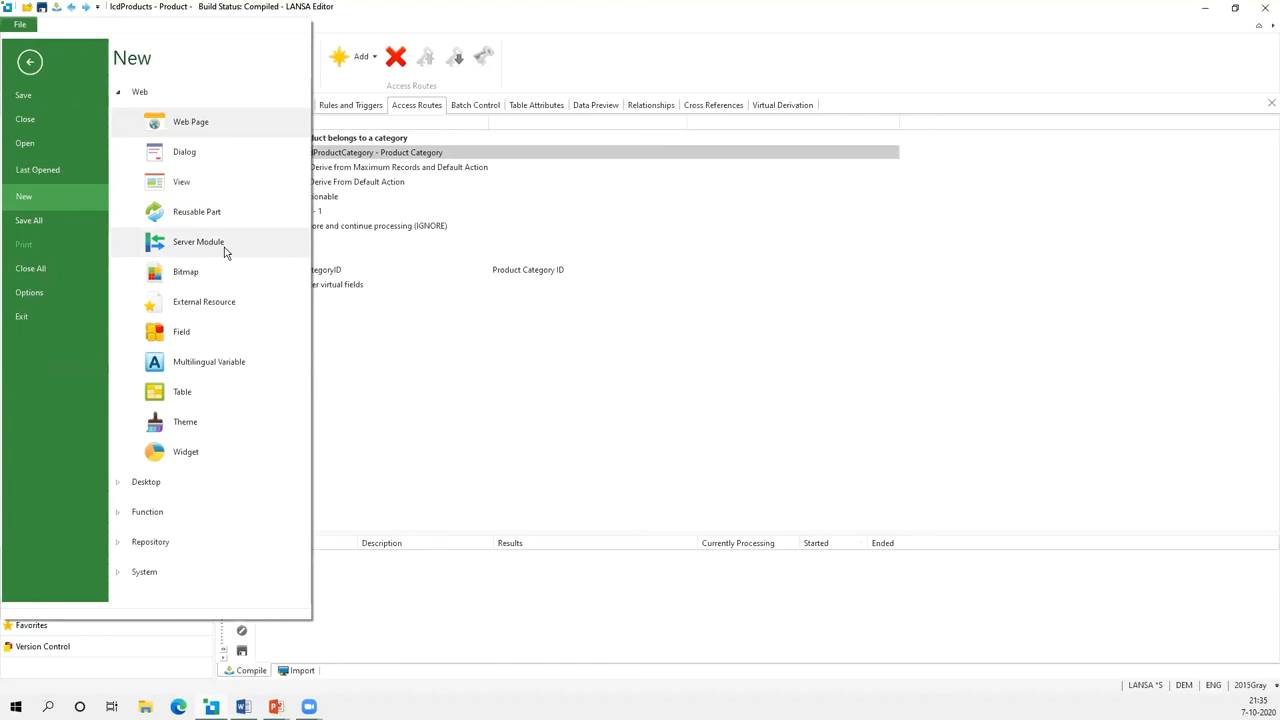 lcdProducts - Product - Build Status: Compiled - LANSA Editor
File
New
Web
Web Page
Dialog
View
Reusable Part
Server Module
Bitmap
External Resource
Field
Multilingual Variable
Table
Theme
Widget
Desktop
Function
Repository
System
Save
Close
Open
Last Opened
New
Save All
Print
Close All
Options
Exit
Add
Access Routes
Rules and Triggers
Access Routes
Batch Control
Table Attributes
Data Preview
Relationships
Cross References
Virtual Derivation
duct belongs to a category
dProductCategory - Product Category
Derive from Maximum Records and Default Action
Derive From Default Action
tionable
- 1
ore and continue processing (IGNORE)
tegoryID Product Category ID
er virtual fields
Description Results Currently Processing Started Ended
Favorites
Version Control
Compile
Import
LANSA *S DEM ENG 2015Gray
21:35
7-10-2020